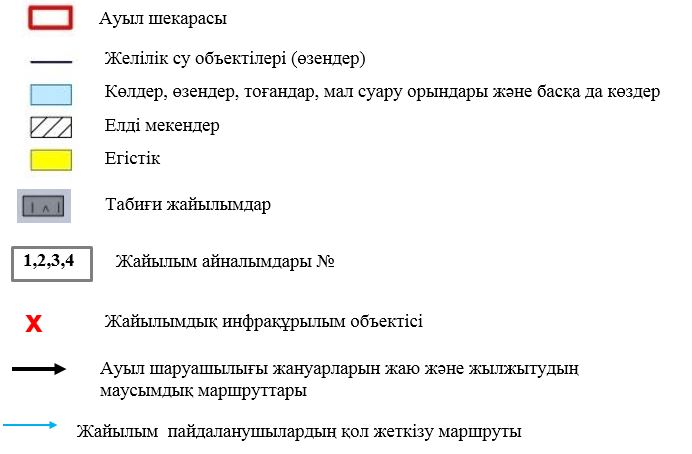 Ауыл шекарасы
Желілік су объектілері (өзендер)
Көлдер, өзендер, тоғандар, мал суару орындары және басқа да көздер
Елді мекендер
Егістік
Табиғи жайылымдар
1,2,3,4 Жайылым айналымдары №
X Жайылымдық инфрақұрылым объектісі
Ауыл шаруашылығы жануарларын жаю және жылжытудың
маусымдық маршруттары
Жайылым пайдаланушылардың қол жеткізу маршруты